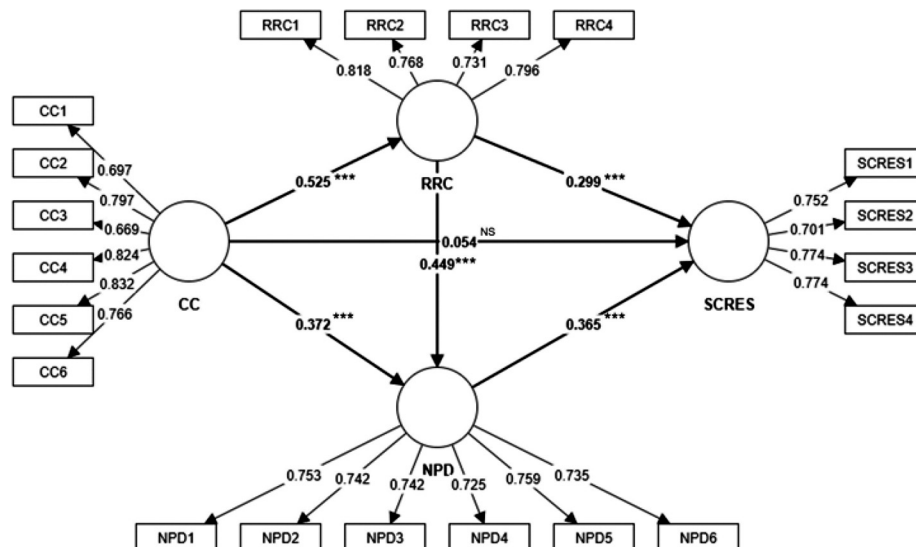 RRC1
RRC2
RRC3
RRC4
0.818
0.768
0.731
0.796
CC1
CC2
CC3
CC4
CC5
CC6
0.697
0.797
0.669
0.824
0.832
0.766
CC
RRC
0.525 ***
0.299 ***
0.054 NS
0.449***
0.372 ***
0.365 ***
SCRES
0.752
0.701
0.774
0.774
SCRES1
SCRES2
SCRES3
SCRES4
NPD
0.753
0.742
0.742
0.725
0.759
0.735
NPD1
NPD2
NPD3
NPD4
NPD5
NPD6